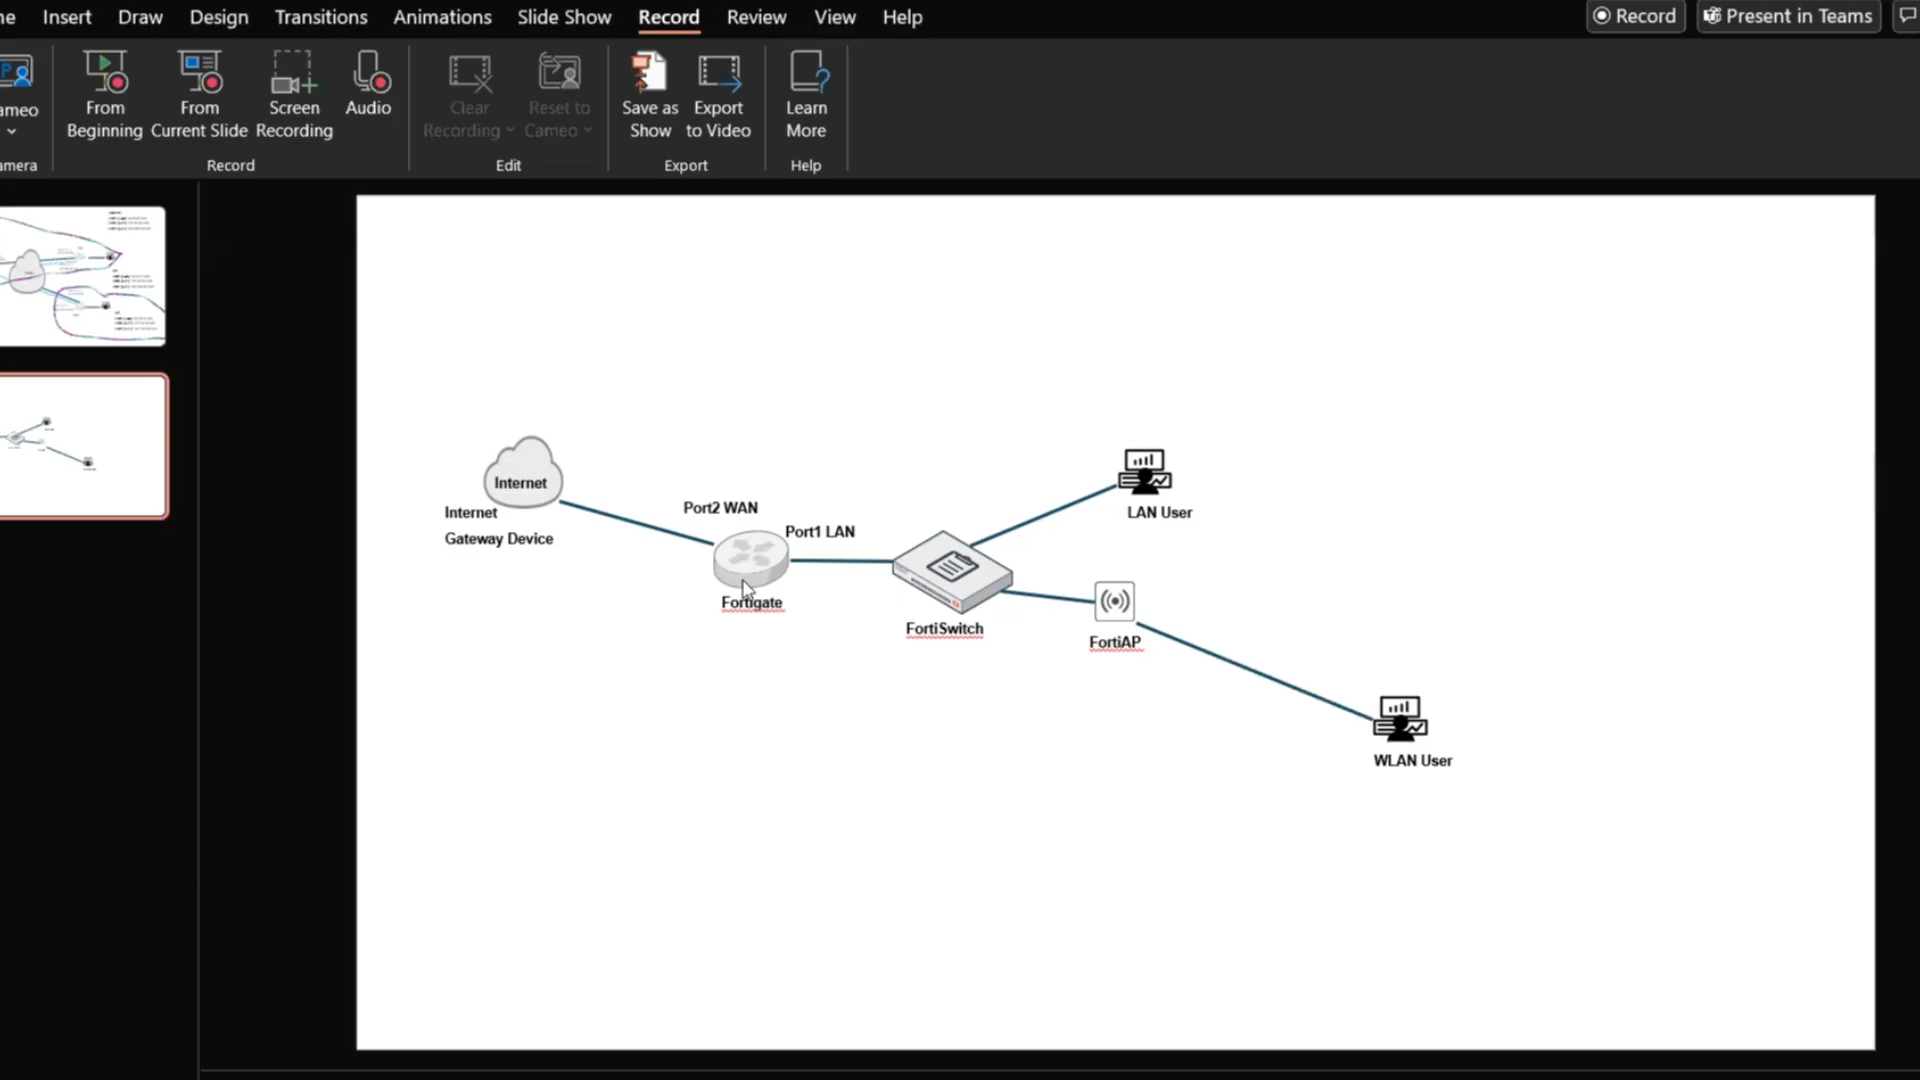 Insert Draw Design Transitions Animations Slide Show Record Review View Help
Record Present in Teams
From Beginning
From Current Slide
Screen Recording
Audio
Clear Recording
Reset to Cameo
Save as Show
Export to Video
Learn More
Record
Edit
Export
Help
Internet
Internet
Gateway Device
Port2 WAN
Port1 LAN
Fortigate
FortiSwitch
LAN User
FortiAP
WLAN User